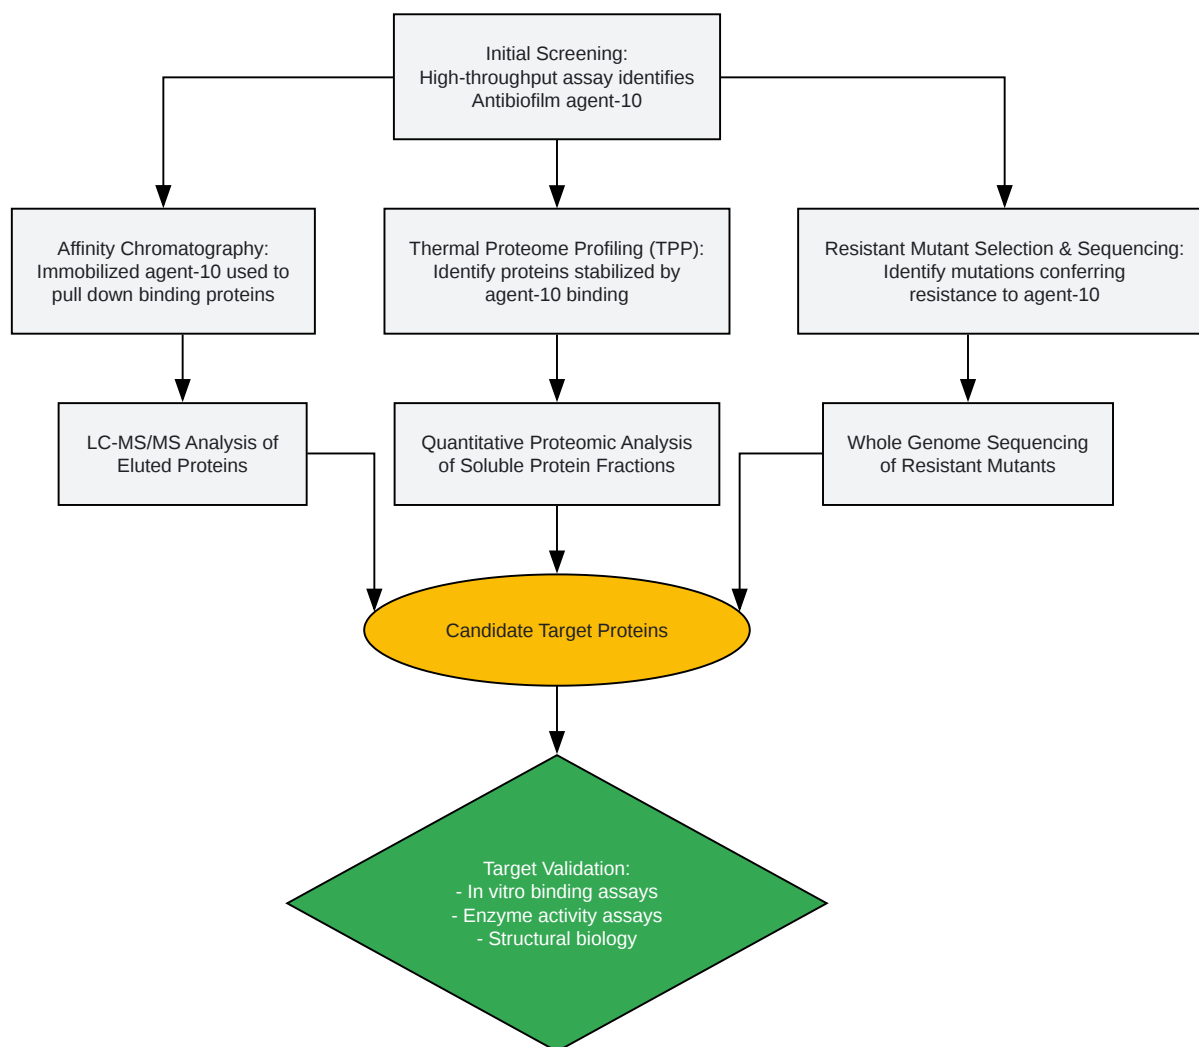 Initial Screening:
High-throughput assay identifies
Antibiofilm agent-10
Affinity Chromatography:
Immobilized agent-10 used to
pull down binding proteins
Thermal Proteome Profiling (TPP):
Identify proteins stabilized by
agent-10 binding
Resistant Mutant Selection & Sequencing:
Identify mutations conferring
resistance to agent-10
LC-MS/MS Analysis of
Eluted Proteins
Quantitative Proteomic Analysis
of Soluble Protein Fractions
Whole Genome Sequencing
of Resistant Mutants
Candidate Target Proteins
Target Validation:
- In vitro binding assays
- Enzyme activity assays
- Structural biology